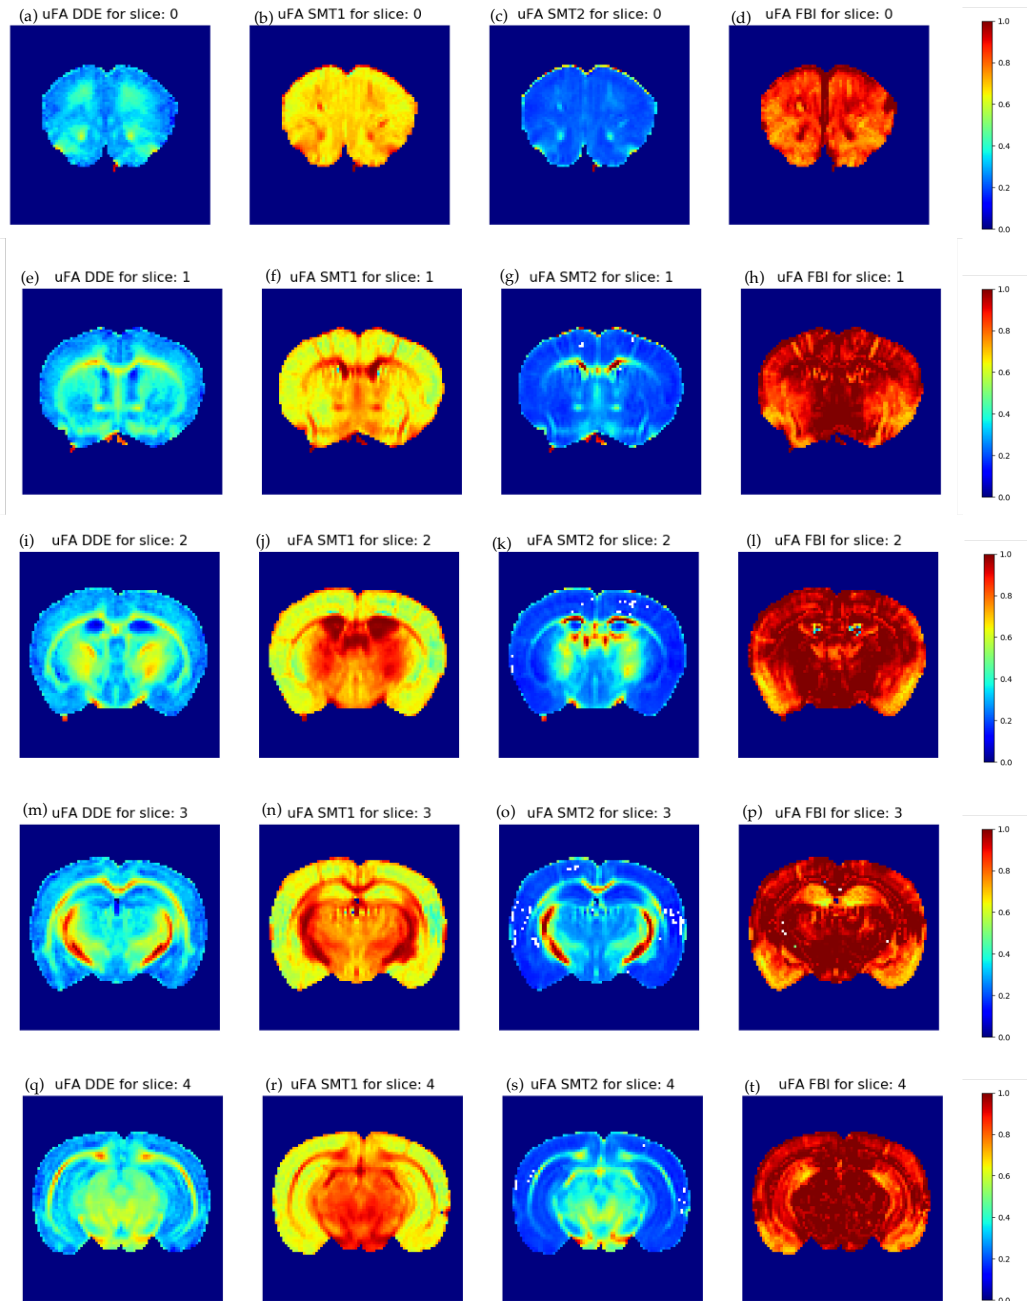 (a) uFA DDE for slice: 0
(b) uFA SMT1 for slice: 0
(c) uFA SMT2 for slice: 0
(d) uFA FBI for slice: 0
1.0
0.8
0.6
0.4
0.2
0.0
(e) uFA DDE for slice: 1
(f) uFA SMT1 for slice: 1
(g) uFA SMT2 for slice: 1
(h) uFA FBI for slice: 1
1.0
0.8
0.6
0.4
0.2
0.0
(i) uFA DDE for slice: 2
(j) uFA SMT1 for slice: 2
(k) uFA SMT2 for slice: 2
(l) uFA FBI for slice: 2
1.0
0.8
0.6
0.4
0.2
0.0
(m) uFA DDE for slice: 3
(n) uFA SMT1 for slice: 3
(o) uFA SMT2 for slice: 3
(p) uFA FBI for slice: 3
1.0
0.8
0.6
0.4
0.2
0.0
(q) uFA DDE for slice: 4
(r) uFA SMT1 for slice: 4
(s) uFA SMT2 for slice: 4
(t) uFA FBI for slice: 4
1.0
0.8
0.6
0.4
0.2
0.0